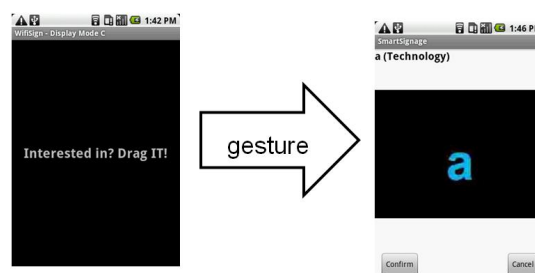 1:42 PM
WifiSign - Display Mode C
Interested in? Drag IT!
gesture
1:46 P
SmartSignage
a (Technology)
a
Confirm
Cancel